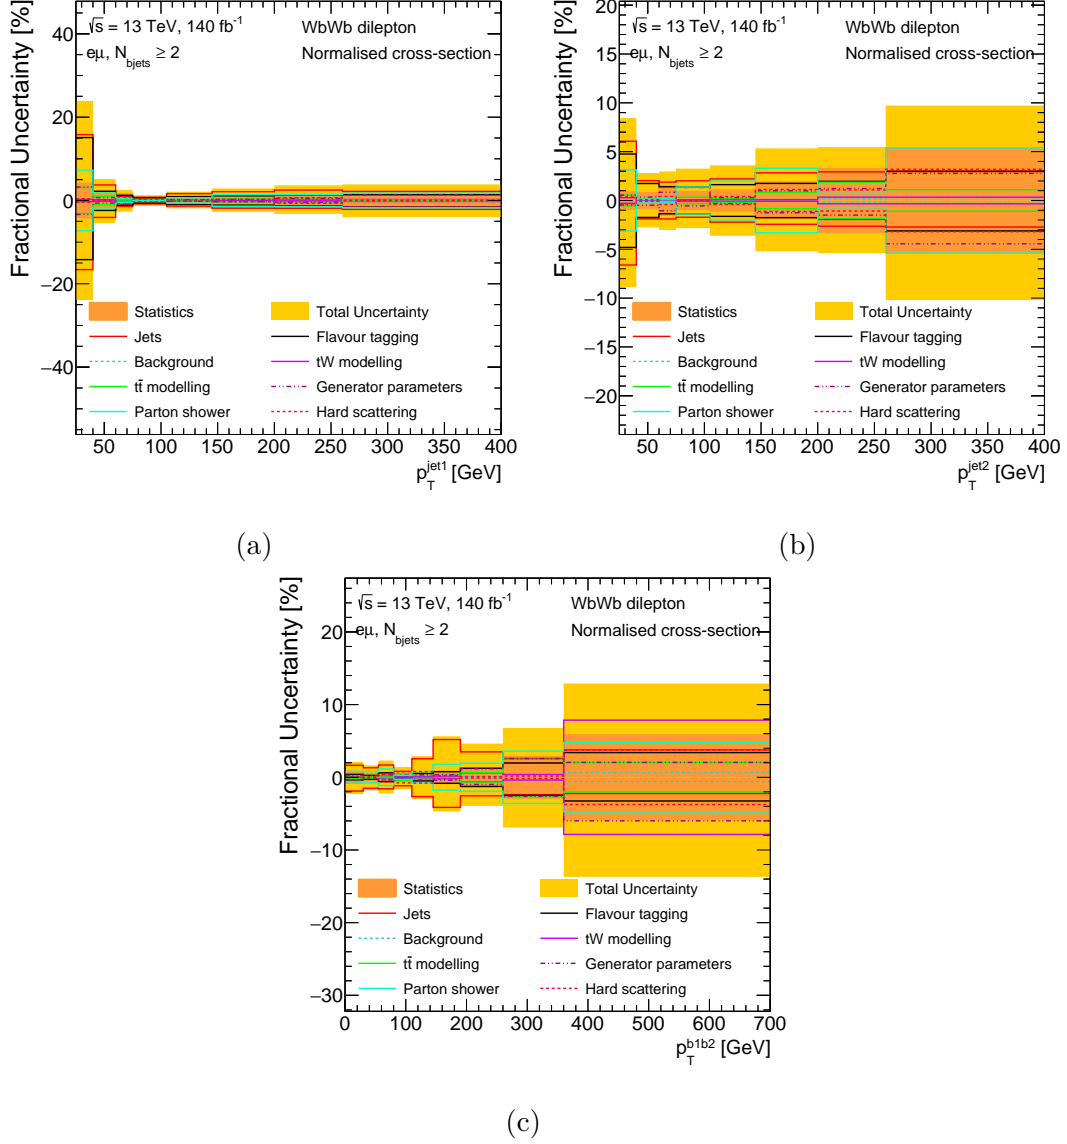 Fractional Uncertainty [%]
√s = 13 TeV, 140 fb⁻¹ WbWb dilepton
eμ, N_bjets ≥ 2 Normalised cross-section
40
20
0
−20
−40
Statistics Total Uncertainty
Jets Flavour tagging
Background tW modelling
tt̄ modelling Generator parameters
Parton shower Hard scattering
50 100 150 200 250 300 350 400
p_T^jet1 [GeV]
(a)
Fractional Uncertainty [%]
√s = 13 TeV, 140 fb⁻¹ WbWb dilepton
eμ, N_bjets ≥ 2 Normalised cross-section
20
15
10
5
0
−5
−10
−15
−20
Statistics Total Uncertainty
Jets Flavour tagging
Background tW modelling
tt̄ modelling Generator parameters
Parton shower Hard scattering
50 100 150 200 250 300 350 400
p_T^jet2 [GeV]
(b)
Fractional Uncertainty [%]
√s = 13 TeV, 140 fb⁻¹ WbWb dilepton
eμ, N_bjets ≥ 2 Normalised cross-section
20
10
0
−10
−20
−30
Statistics Total Uncertainty
Jets Flavour tagging
Background tW modelling
tt̄ modelling Generator parameters
Parton shower Hard scattering
0 100 200 300 400 500 600 700
p_T^b1b2 [GeV]
(c)